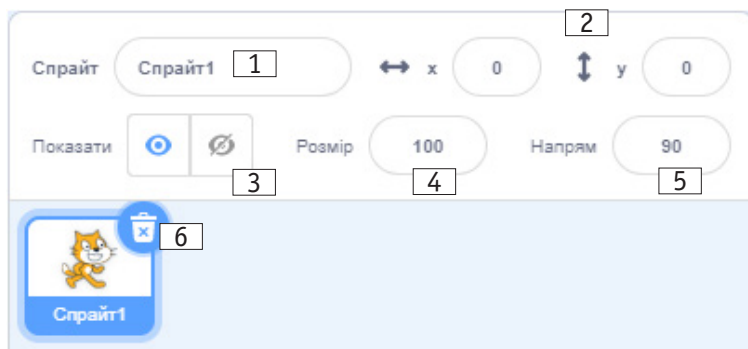 2
Спрайт Спрайт1 1 x 0 y 0
Показати Розмір 100 Напрям 90
3 4 5
6
Спрайт1